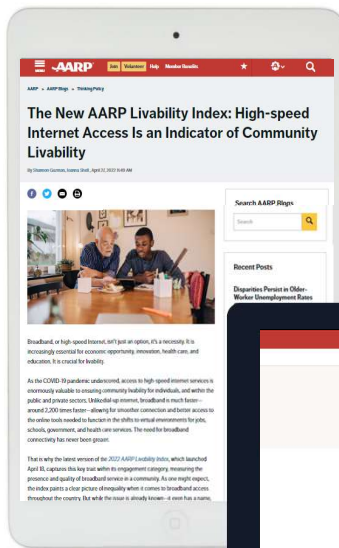 AARP Join Volunteer Help Member Benefits
AARP » AARP Blogs » Thinking Policy
The New AARP Livability Index: High-speed
Internet Access Is an Indicator of Community
Livability
By Shannon Guzman, Joanna Shell, April 27, 2022 10:49 AM
Search AARP Blogs
Search
Recent Posts
Disparities Persist in Older-
Worker Unemployment Rates
Broadband, or high-speed Internet, isn't just an option, it's a necessity. It is
increasingly essential for economic opportunity, innovation, health care, and
education. It is crucial for livability.
As the COVID-19 pandemic underscored, access to high-speed internet services is
enormously valuable to ensuring community livability for individuals, and within the
public and private sectors. Unlike dial-up internet, broadband is much faster–
around 2,200 times faster–allowing for smoother connection and better access to
the online tools needed to function in the shifts to virtual environments for jobs,
schools, government, and health care services. The need for broadband
connectivity has never been greater.
That is why the latest version of the 2022 AARP Livability Index, which launched
April 18, captures this key trait within its engagement category, measuring the
presence and quality of broadband service in a community. As one might expect,
the index paints a clear picture of inequality when it comes to broadband access
throughout the country. But while the issue is already known–it even has a name,